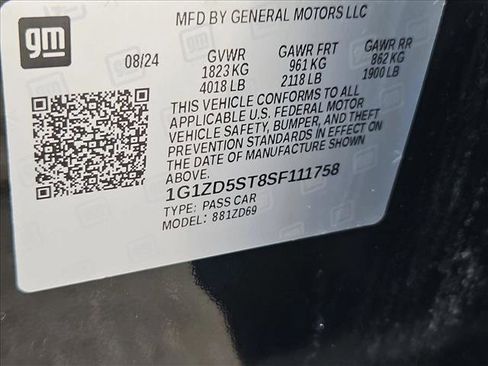 MFD BY GENERAL MOTORS LLC
gm
08/24 GVWR GAWR FRT GAWR RR
1823 KG 961 KG 862 KG
4018 LB 2118 LB 1900 LB
THIS VEHICLE CONFORMS TO ALL
APPLICABLE U.S. FEDERAL MOTOR
VEHICLE SAFETY, BUMPER, AND THEFT
PREVENTION STANDARDS IN EFFECT ON
THE DATE OF MANUFACTURE SHOWN
ABOVE.
1G1ZD5ST8SF111758
TYPE: PASS CAR
MODEL: 881ZD69